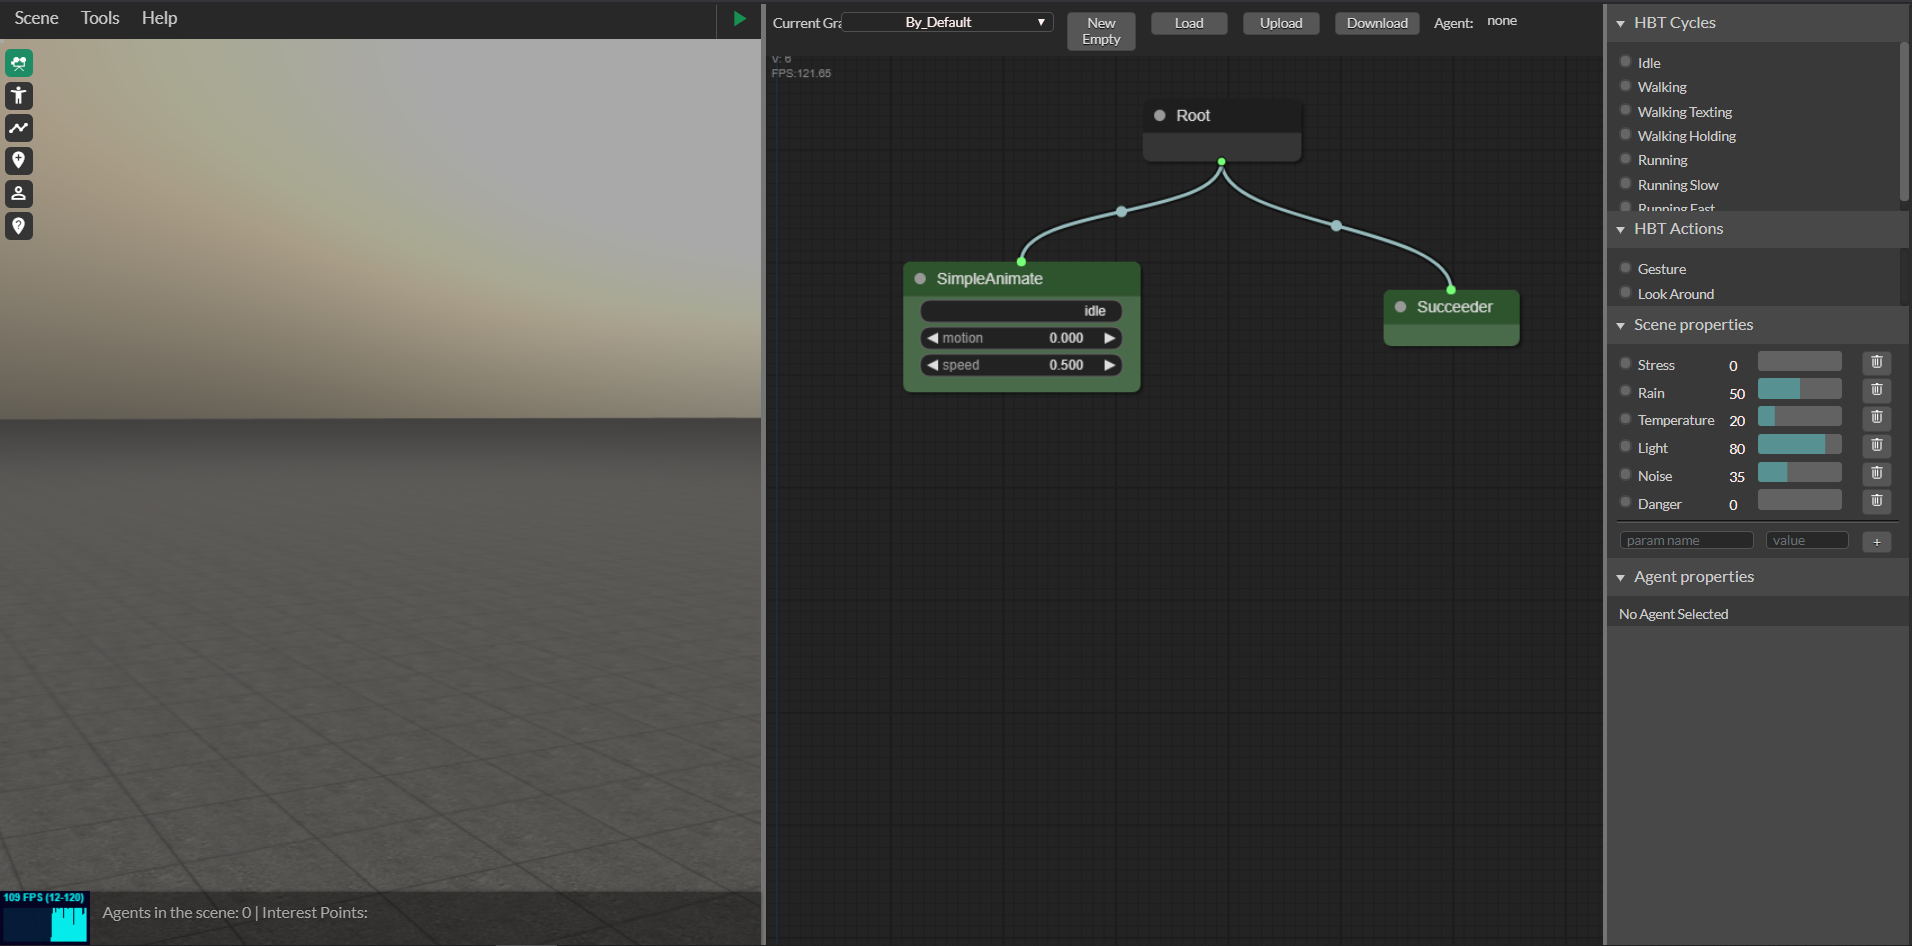 Scene Tools Help
Current Gra By_Default ▼ New Empty Load Upload Download Agent: none
V: 6
FPS:121.65
Root
SimpleAnimate
idle
motion 0.000
speed 0.500
Succeeder
HBT Cycles
Idle
Walking
Walking Texting
Walking Holding
Running
Running Slow
Running Fast
HBT Actions
Gesture
Look Around
Scene properties
Stress 0
Rain 50
Temperature 20
Light 80
Noise 35
Danger 0
param name value +
Agent properties
No Agent Selected
109 FPS (12-120)
Agents in the scene: 0 | Interest Points: